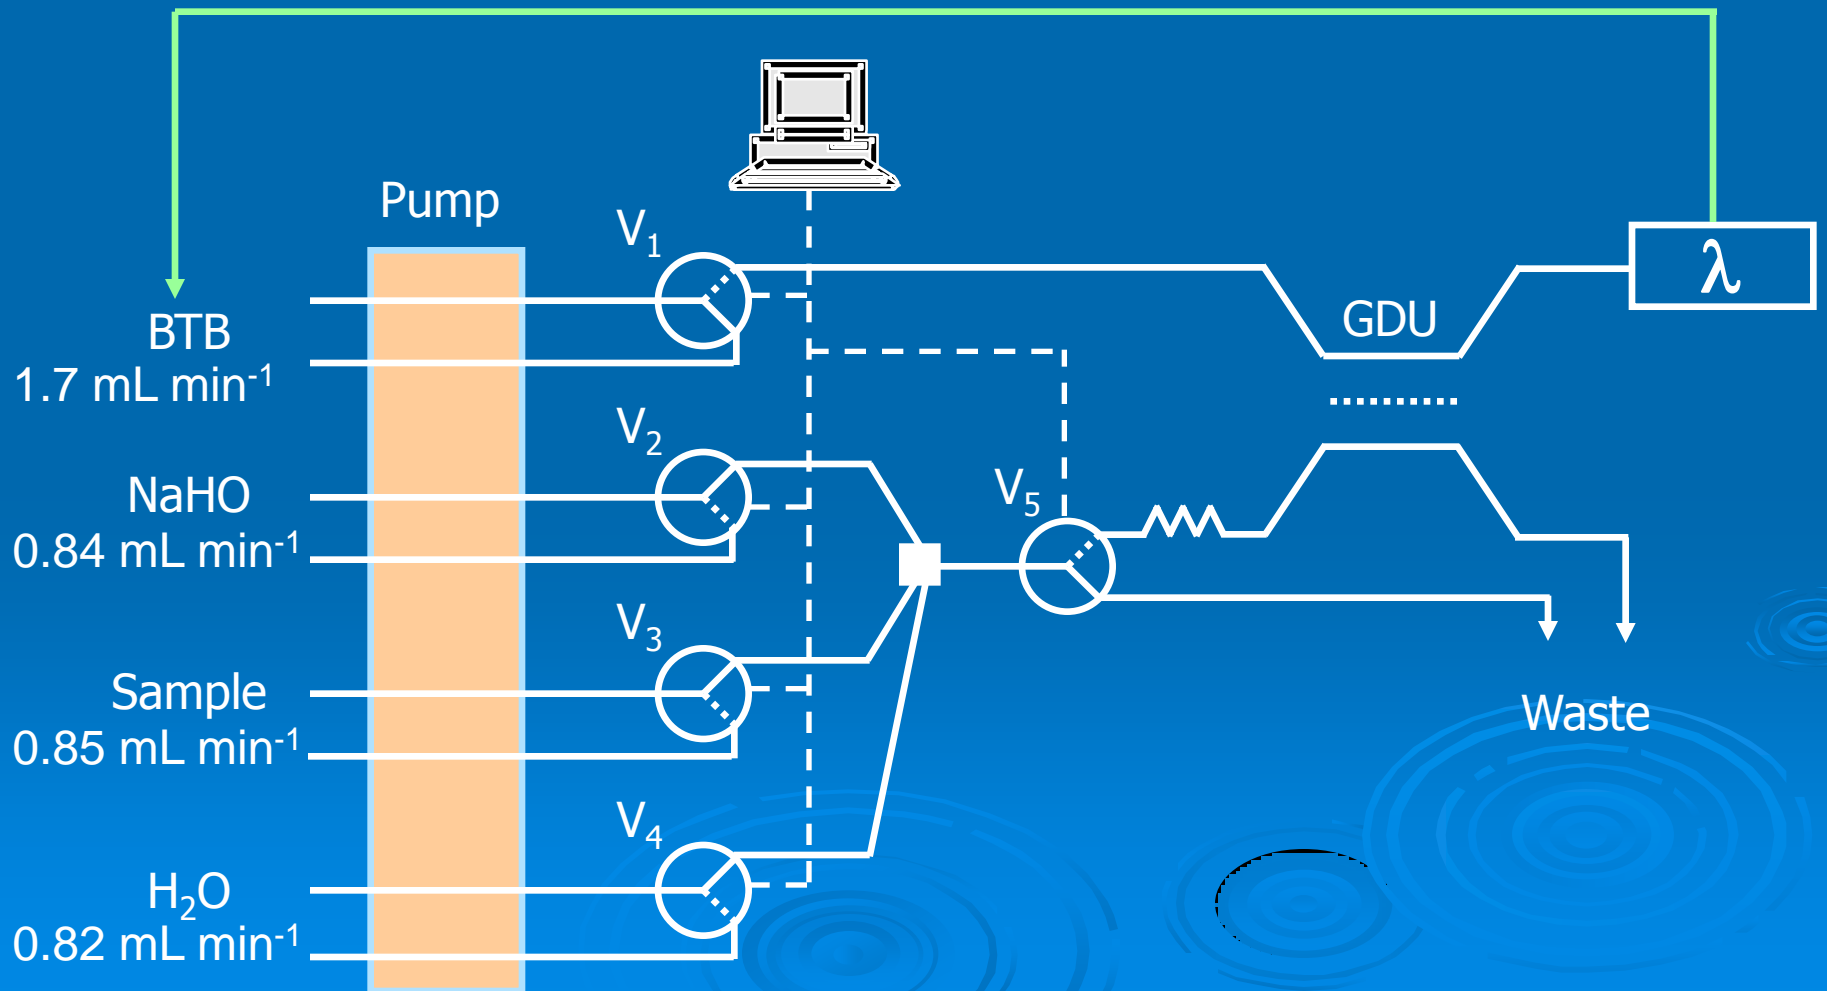 Pump
V₁
λ
GDU
BTB
1.7 mL min⁻¹
V₂
NaHO
0.84 mL min⁻¹
V₅
V₃
Sample
0.85 mL min⁻¹
Waste
V₄
H₂O
0.82 mL min⁻¹